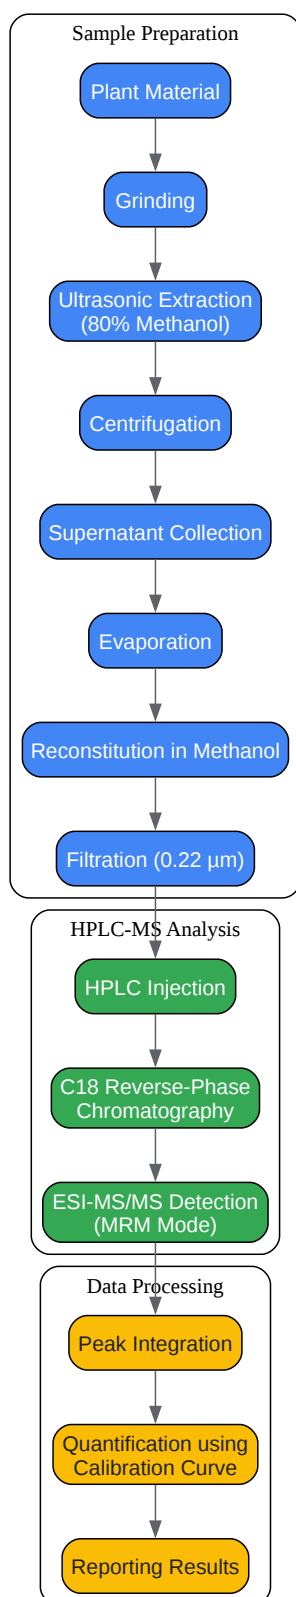 Sample Preparation
Plant Material
Grinding
Ultrasonic Extraction
(80% Methanol)
Centrifugation
Supernatant Collection
Evaporation
Reconstitution in Methanol
Filtration (0.22 µm)
HPLC-MS Analysis
HPLC Injection
C18 Reverse-Phase
Chromatography
ESI-MS/MS Detection
(MRM Mode)
Data Processing
Peak Integration
Quantification using
Calibration Curve
Reporting Results